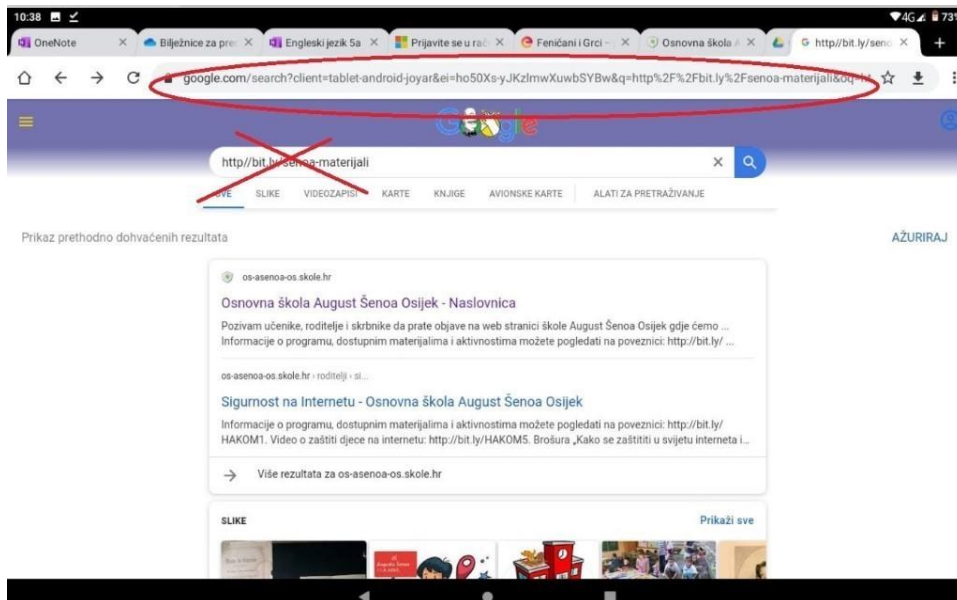 10:38 4G 73%
OneNote Bilježnice za pre Engleski jezik 5a Prijavite se u rač Feničani i Grci – Osnovna škola A http//bit.ly/seno
google.com/search?client=tablet-android-joyar&ei=ho50Xs-yJKzlmwXuwbSYBw&q=http%2F%2Fbit.ly%2Fsenoa-materijali&oq=ht
Google
http//bit.ly/senoa-materijali
SVE SLIKE VIDEOZAPISI KARTE KNJIGE AVIONSKE KARTE ALATI ZA PRETRAŽIVANJE
Prikaz prethodno dohvaćenih rezultata AŽURIRAJ
os-asenoa-os.skole.hr
Osnovna škola August Šenoa Osijek - Naslovnica
Pozivam učenike, roditelje i skrbnike da prate objave na web stranici škole August Šenoa Osijek gdje ćemo ...
Informacije o programu, dostupnim materijalima i aktivnostima možete pogledati na poveznici: http://bit.ly/ ...
os-asenoa-os.skole.hr › roditelji › si...
Sigurnost na Internetu - Osnovna škola August Šenoa Osijek
Informacije o programu, dostupnim materijalima i aktivnostima možete pogledati na poveznici: http://bit.ly/
HAKOM1. Video o zaštiti djece na internetu: http://bit.ly/HAKOM5. Brošura „Kako se zaštititi u svijetu interneta i...
Više rezultata za os-asenoa-os.skole.hr
SLIKE Prikaži sve